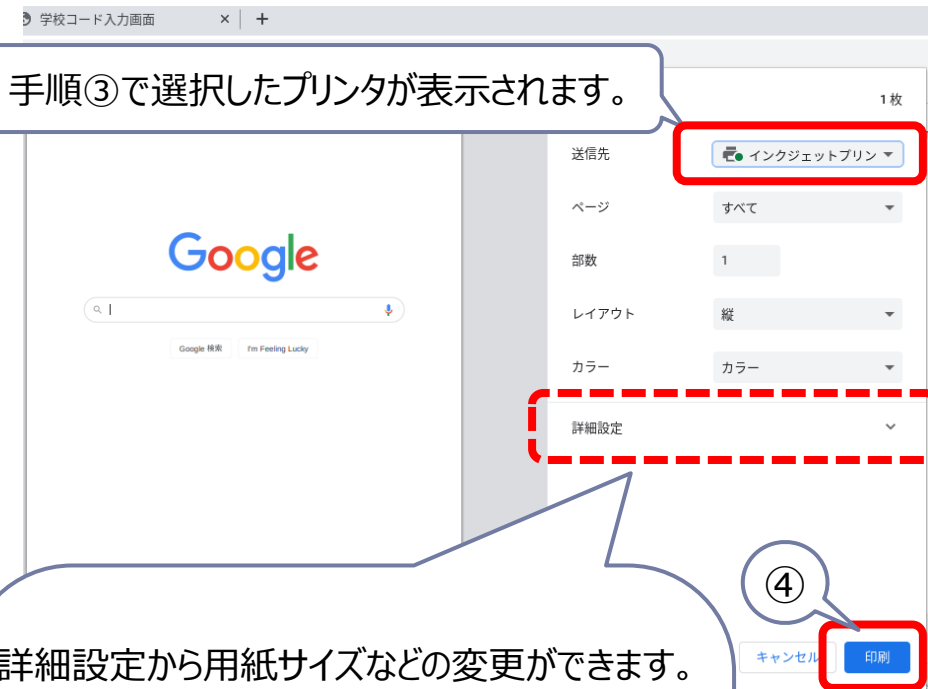 学校コード入力画面 × +
手順③で選択したプリンタが表示されます。
1 枚
送信先 インクジェットプリン
ページ すべて
Google
部数 1
レイアウト 縦
Google 検索 I'm Feeling Lucky
カラー カラー
詳細設定
④
詳細設定から用紙サイズなどの変更ができます。
キャンセル 印刷